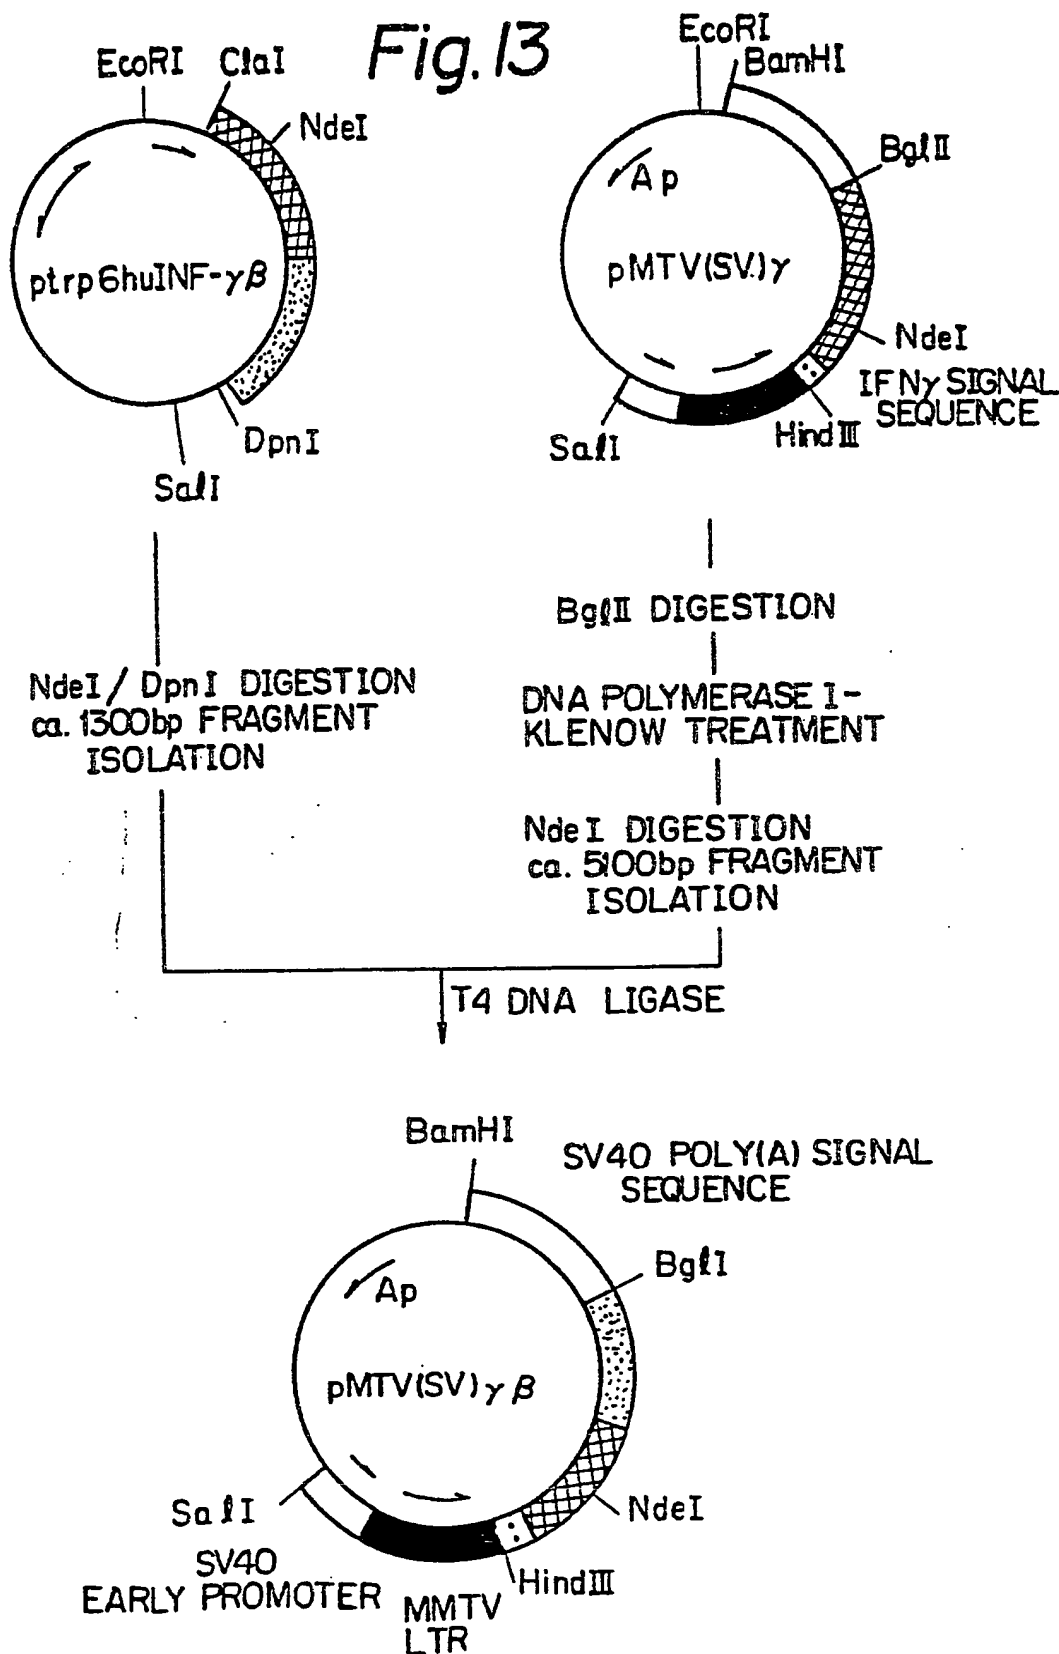 Fig. 13
EcoRI
ClaI
NdeI
ptrp6huINF-γβ
DpnI
SalI
EcoRI
BamHI
BglII
Ap
pMTV(SV.)γ
NdeI
IFNγ SIGNAL
SEQUENCE
HindIII
SalI
NdeI / DpnI DIGESTION
ca. 1300bp FRAGMENT
ISOLATION
BglII DIGESTION
DNA POLYMERASE I-
KLENOW TREATMENT
NdeI DIGESTION
ca. 5100bp FRAGMENT
ISOLATION
T4 DNA LIGASE
BamHI
SV40 POLY(A) SIGNAL
SEQUENCE
BglI
Ap
pMTV(SV)γβ
NdeI
SalI
SV40
EARLY PROMOTER
HindIII
MMTV
LTR